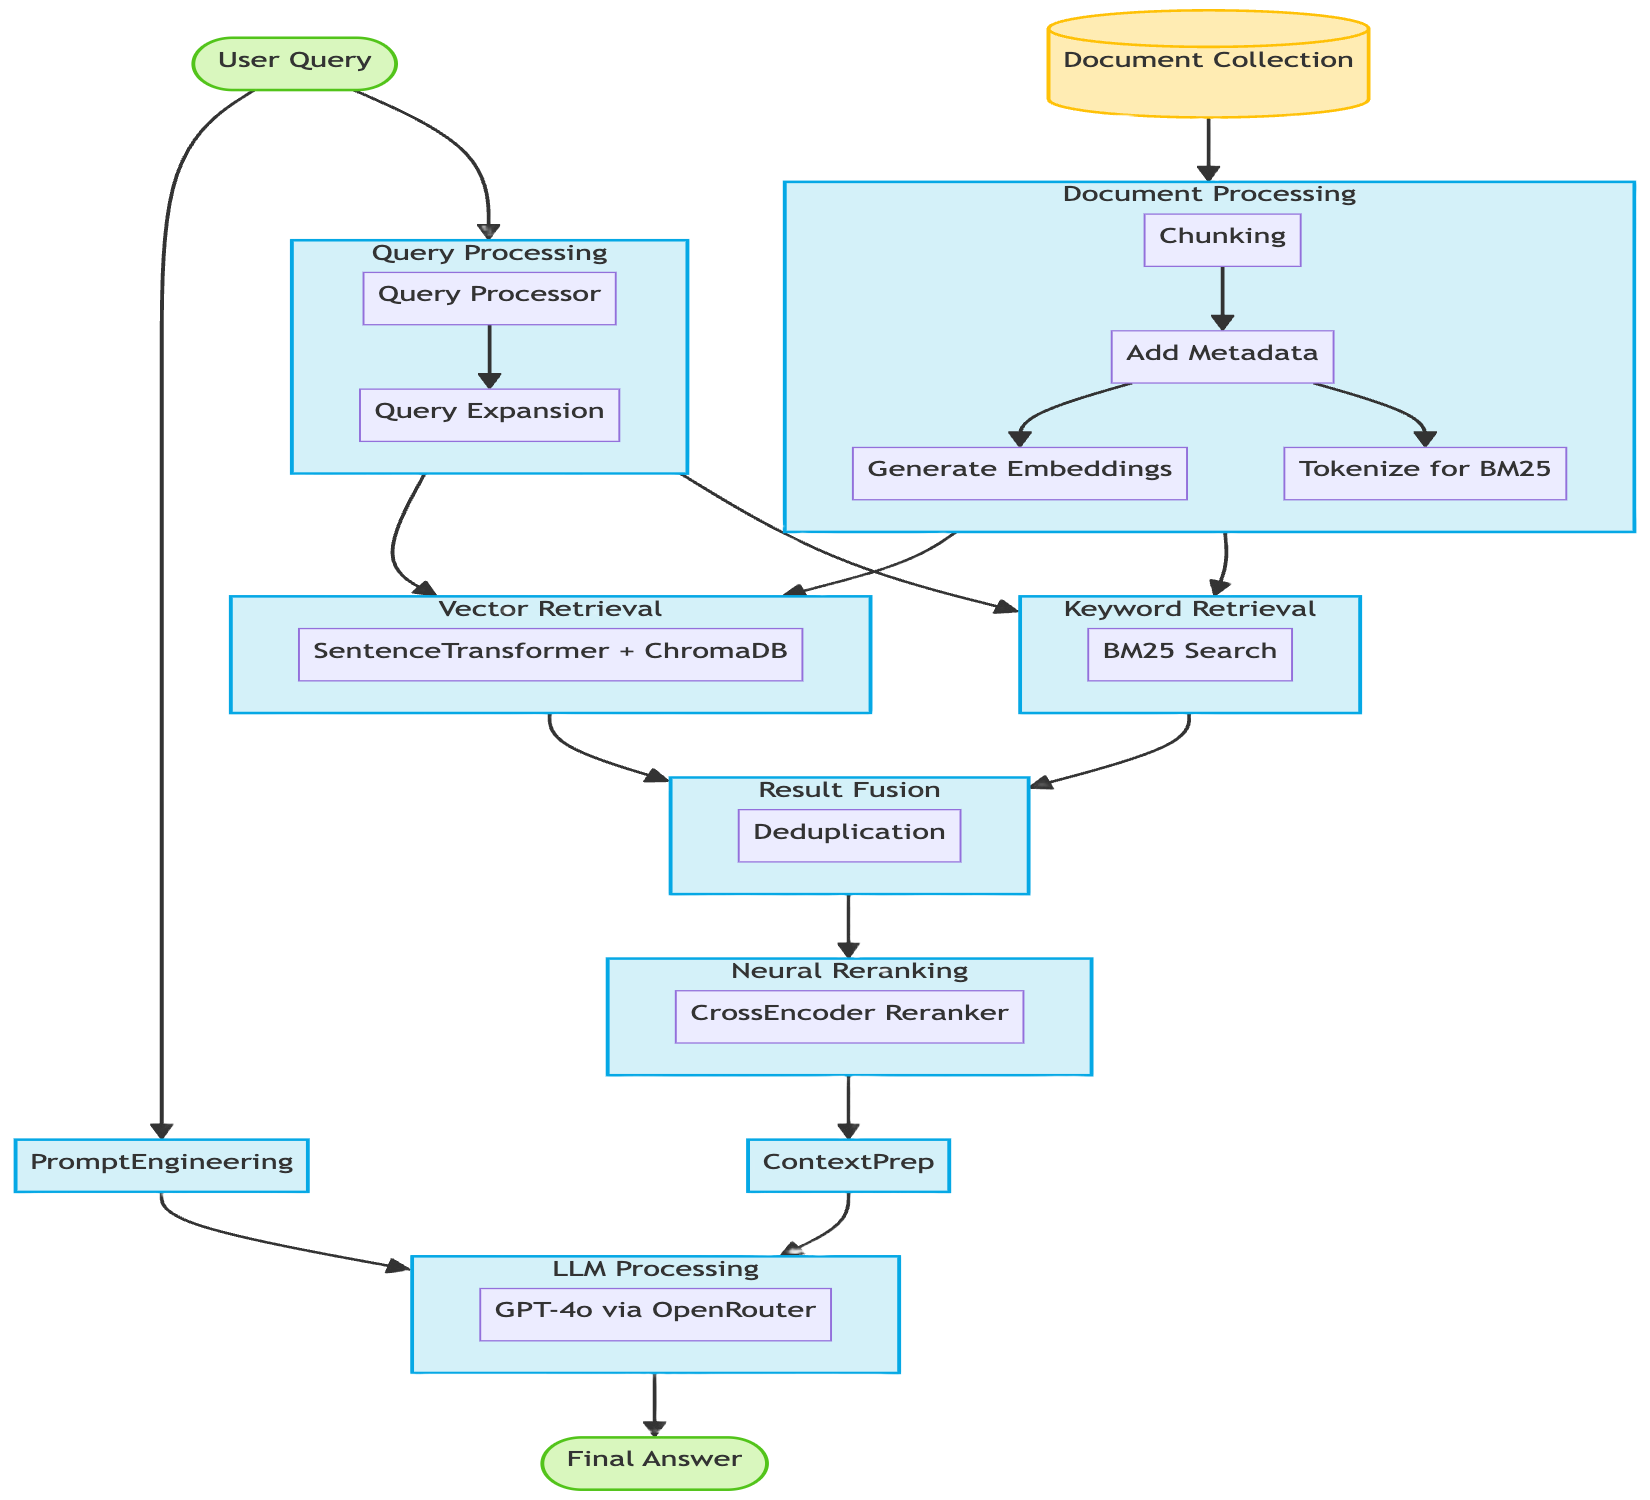 User Query
Document Collection
Document Processing
Chunking
Query Processing
Query Processor
Add Metadata
Query Expansion
Generate Embeddings
Tokenize for BM25
Vector Retrieval
SentenceTransformer + ChromaDB
Keyword Retrieval
BM25 Search
Result Fusion
Deduplication
Neural Reranking
CrossEncoder Reranker
PromptEngineering
ContextPrep
LLM Processing
GPT-4o via OpenRouter
Final Answer